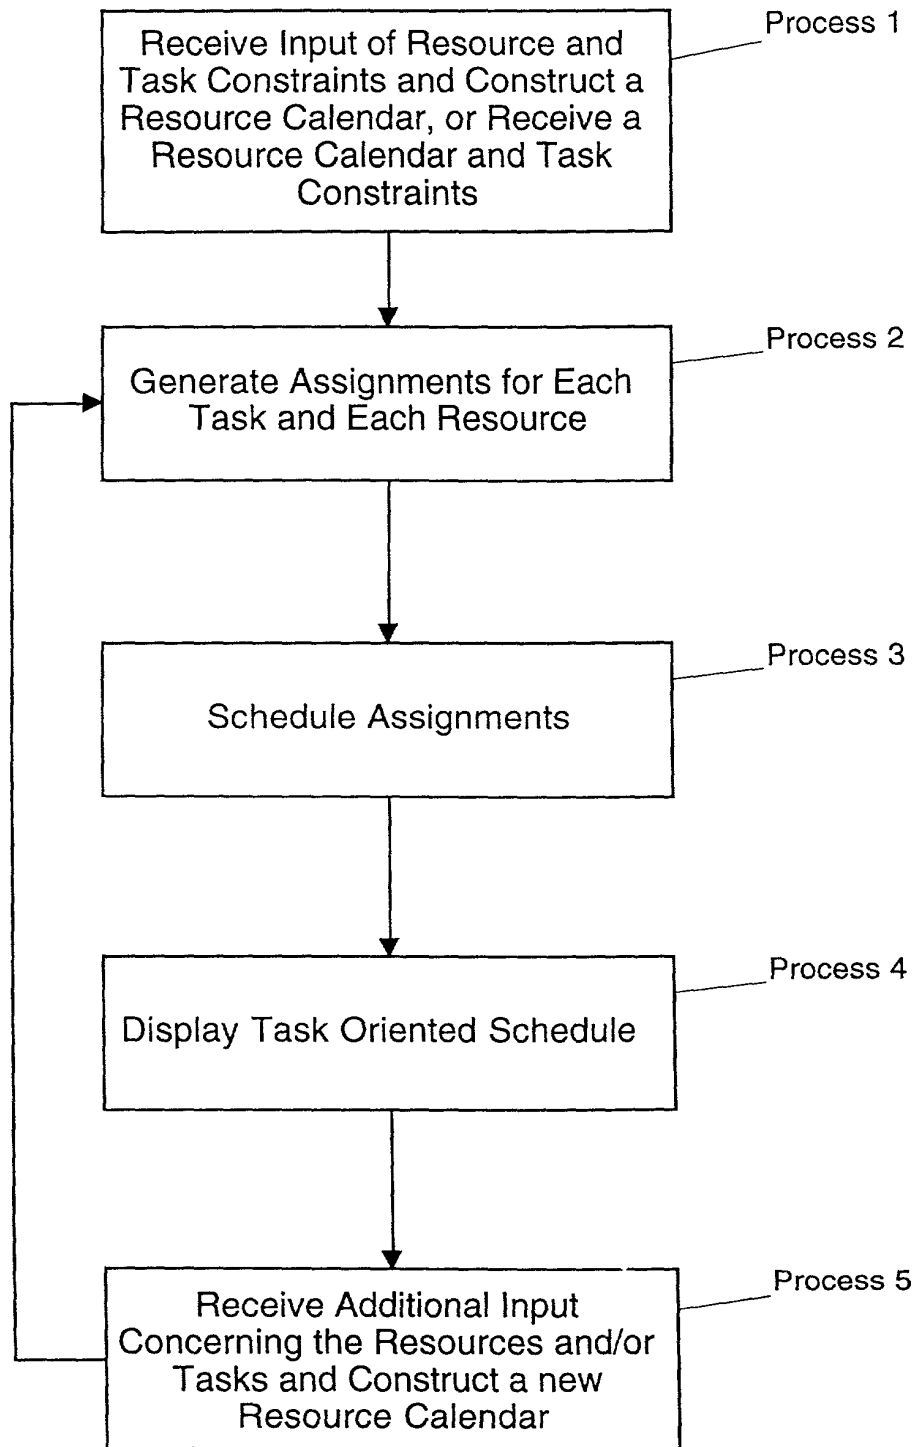 Process 1
Receive Input of Resource and
Task Constraints and Construct a
Resource Calendar, or Receive a
Resource Calendar and Task
Constraints
Process 2
Generate Assignments for Each
Task and Each Resource
Process 3
Schedule Assignments
Process 4
Display Task Oriented Schedule
Process 5
Receive Additional Input
Concerning the Resources and/or
Tasks and Construct a new
Resource Calendar